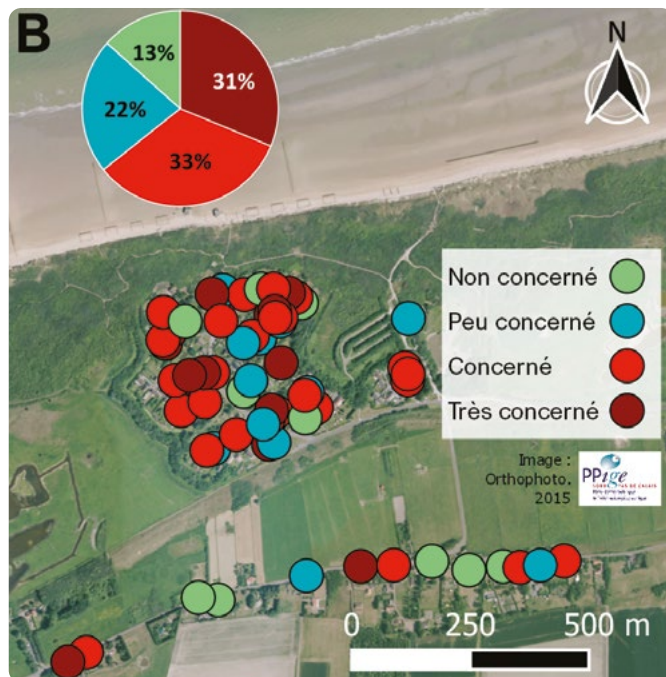 B
13%
31%
22%
33%
N
Non concerné
Peu concerné
Concerné
Très concerné
Image :
Orthophoto.
2015
PPige
0 250 500 m